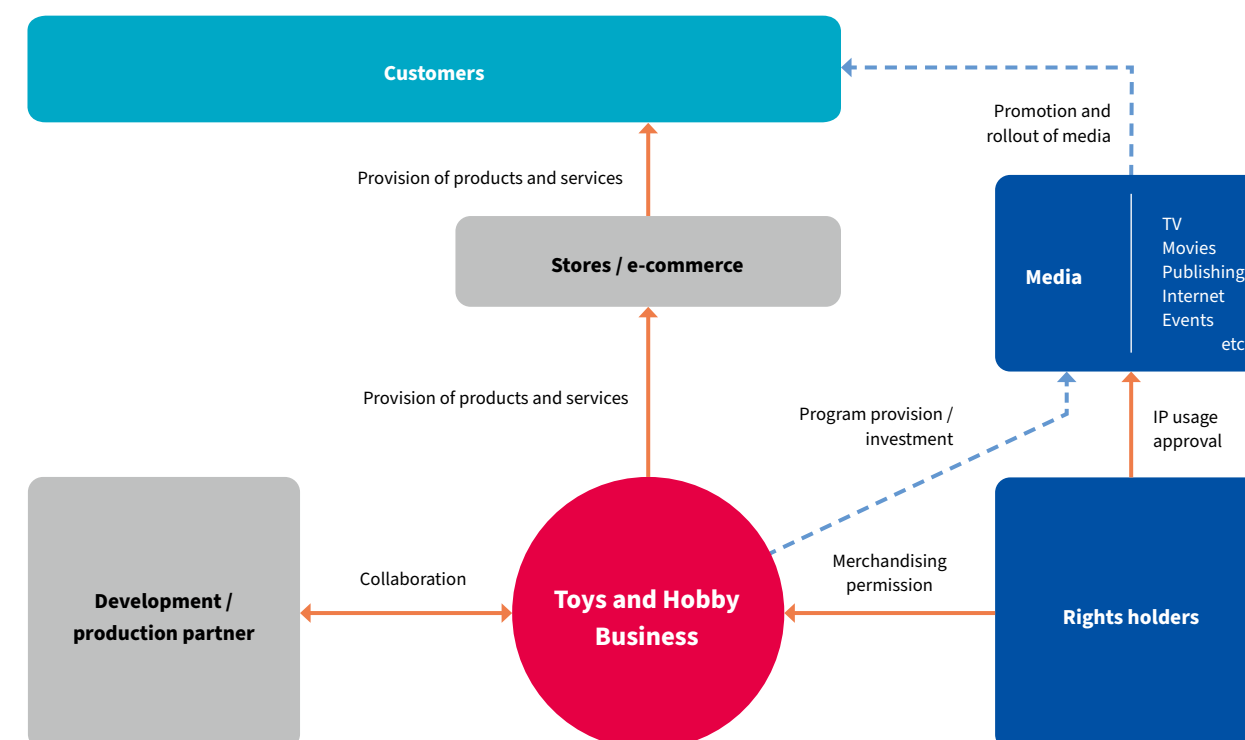 Customers
Promotion and
rollout of media
Provision of products and services
Stores / e-commerce
Media
TV
Movies
Publishing
Internet
Events
etc
Provision of products and services
Program provision /
investment
IP usage
approval
Development /
production partner
Collaboration
Toys and Hobby
Business
Merchandising
permission
Rights holders